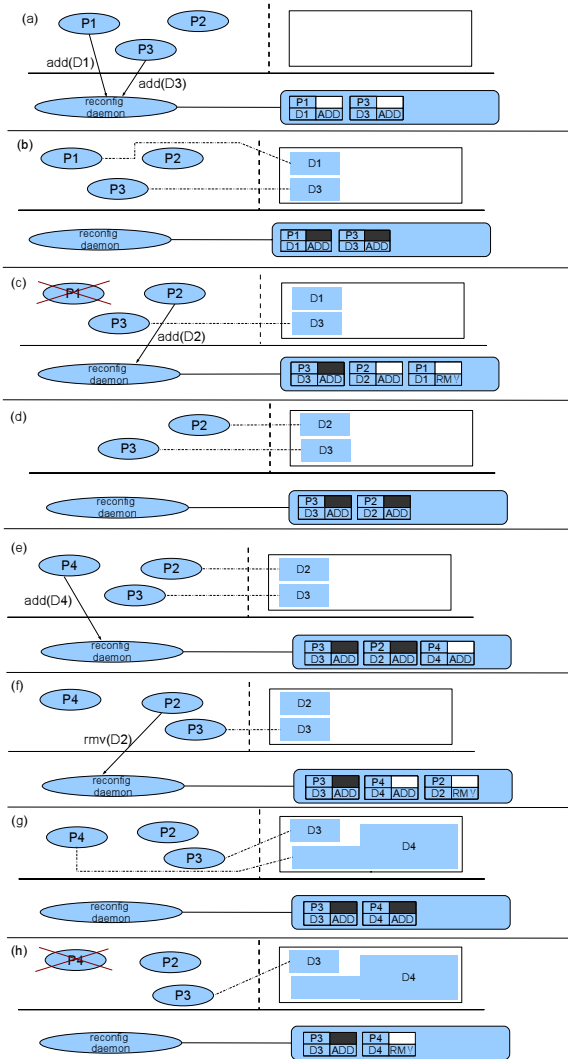 (a)
P1
P2
P3
add(D1)
add(D3)
reconfig
daemon
P1 P3
D1 ADD D3 ADD
(b)
P1
P2
P3
D1
D3
reconfig
daemon
P1 P3
D1 ADD D3 ADD
(c)
P1
P2
P3
D1
D3
add(D2)
reconfig
daemon
P3 P2 P1
D3 ADD D2 ADD D1 RMV
(d)
P2
P3
D2
D3
reconfig
daemon
P3 P2
D3 ADD D2 ADD
(e)
P4
P2
P3
D2
D3
add(D4)
reconfig
daemon
P3 P2 P4
D3 ADD D2 ADD D4 ADD
(f)
P4
P2
P3
D2
D3
rmv(D2)
reconfig
daemon
P3 P4 P2
D3 ADD D4 ADD D2 RMV
(g)
P4
P2
P3
D3
D4
reconfig
daemon
P3 P4
D3 ADD D4 ADD
(h)
P4
P2
P3
D3
D4
reconfig
daemon
P3 P4
D3 ADD D4 RMV